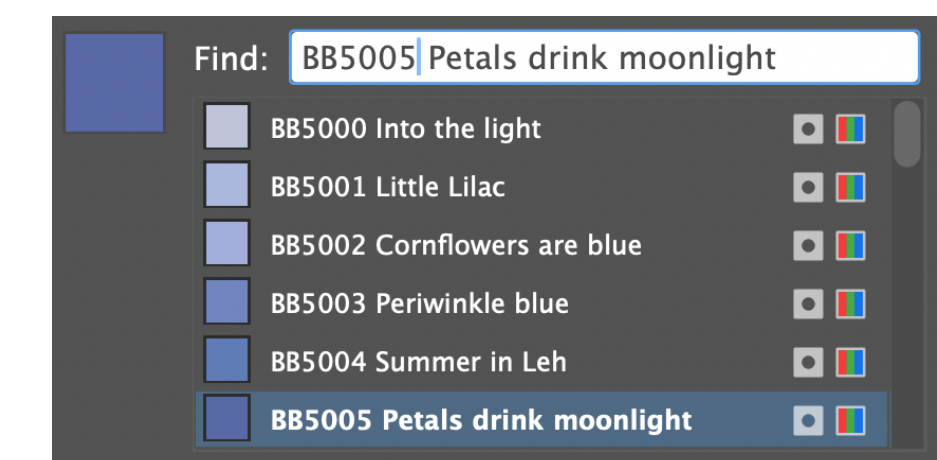 Find: BB5005 Petals drink moonlight
BB5000 Into the light
BB5001 Little Lilac
BB5002 Cornflowers are blue
BB5003 Periwinkle blue
BB5004 Summer in Leh
BB5005 Petals drink moonlight